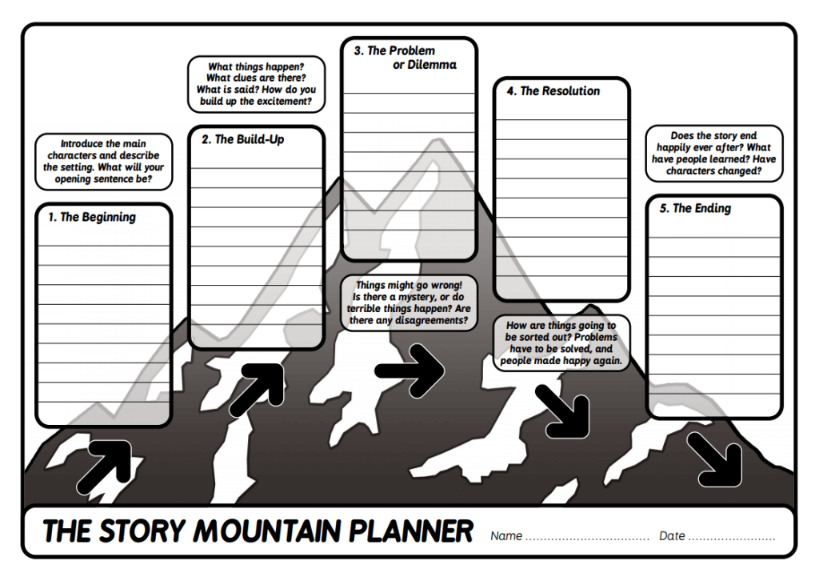 Introduce the main
characters and describe
the setting. What will your
opening sentence be?
1. The Beginning
What things happen?
What clues are there?
What is said? How do you
build up the excitement?
2. The Build-Up
3. The Problem
or Dilemma
Things might go wrong!
Is there a mystery, or do
terrible things happen? Are
there any disagreements?
4. The Resolution
How are things going to
be sorted out? Problems
have to be solved, and
people made happy again.
Does the story end
happily ever after? What
have people learned? Have
characters changed?
5. The Ending
THE STORY MOUNTAIN PLANNER
Name ................................. Date .......................